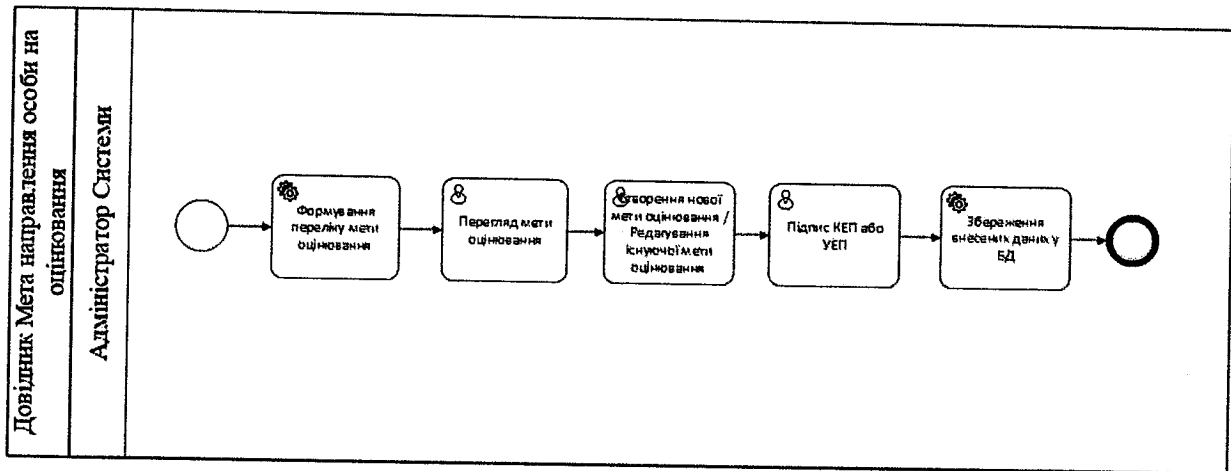 Довідник Мета направлення особи на
оцінювання
Адміністратор Системи
Формування
переліку мети
оцінювання
Перегляд мети
оцінювання
Створення нової
мети оцінювання /
Редагування
існуючої мети
оцінювання
Підпис КЕП або
УЕП
Збереження
внесених даних у
БД